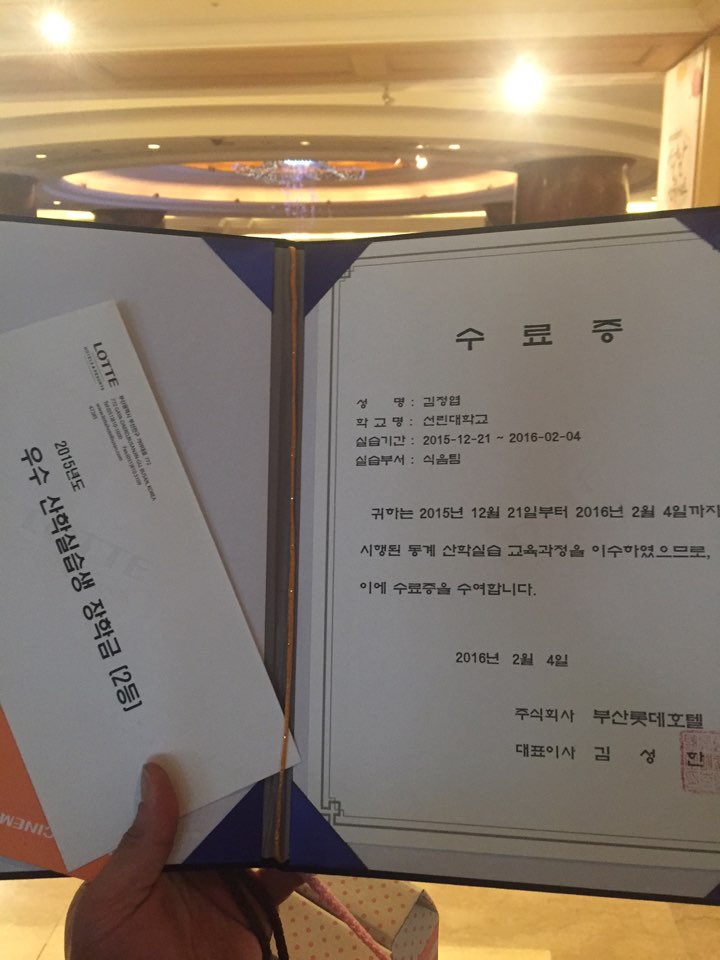 LOTTE
HOTELS & RESORTS
2015년도
우수 산학실습생 장학금 (2등)
CINEM
수 료 증
성 명 : 김정엽
학 교 명 : 선린대학교
실습기간 : 2015-12-21 ~ 2016-02-04
실습부서 : 식음팀
귀하는 2015년 12월 21일부터 2016년 2월 4일까지
시행된 동계 산학실습 교육과정을 이수하였으므로,
이에 수료증을 수여합니다.
2016년 2월 4일
주식회사 부산롯데호텔
대표이사 김 성 한